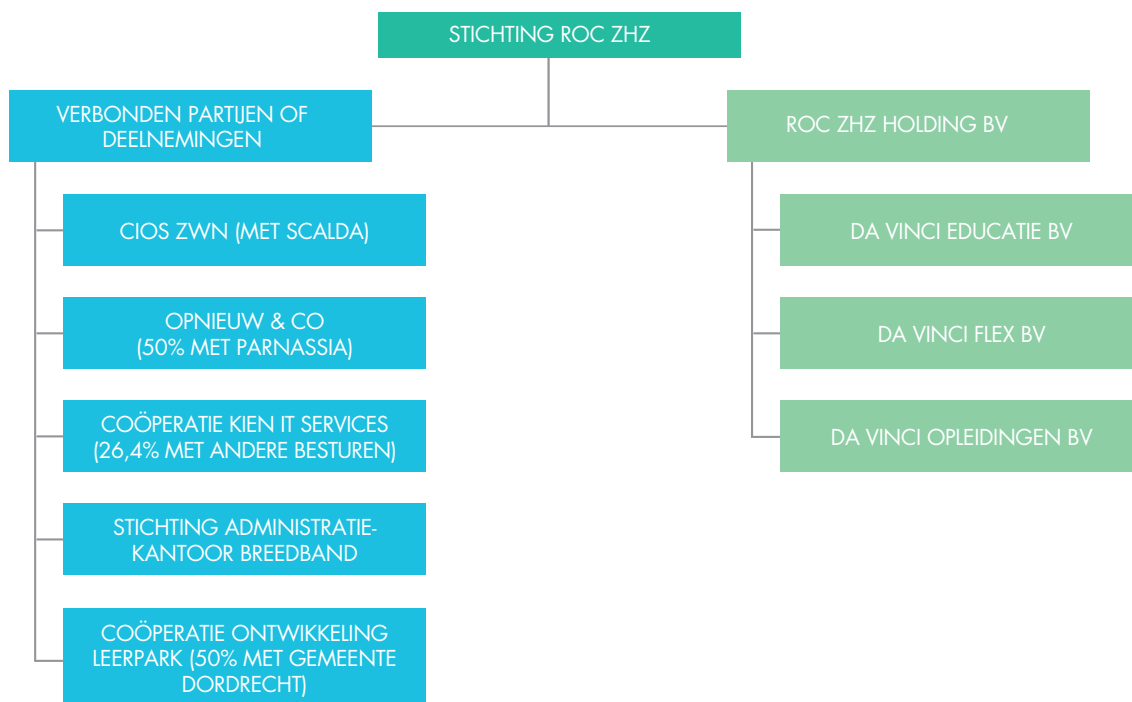 STICHTING ROC ZHZ
VERBONDEN PARTIJEN OF
DEELNEMINGEN
CIOS ZWN (MET SCALDA)
OPNIEUW & CO
(50% MET PARNASSIA)
COÖPERATIE KIEN IT SERVICES
(26,4% MET ANDERE BESTUREN)
STICHTING ADMINISTRATIE-
KANTOOR BREEDBAND
COÖPERATIE ONTWIKKELING
LEERPARK (50% MET GEMEENTE
DORDRECHT)
ROC ZHZ HOLDING BV
DA VINCI EDUCATIE BV
DA VINCI FLEX BV
DA VINCI OPLEIDINGEN BV